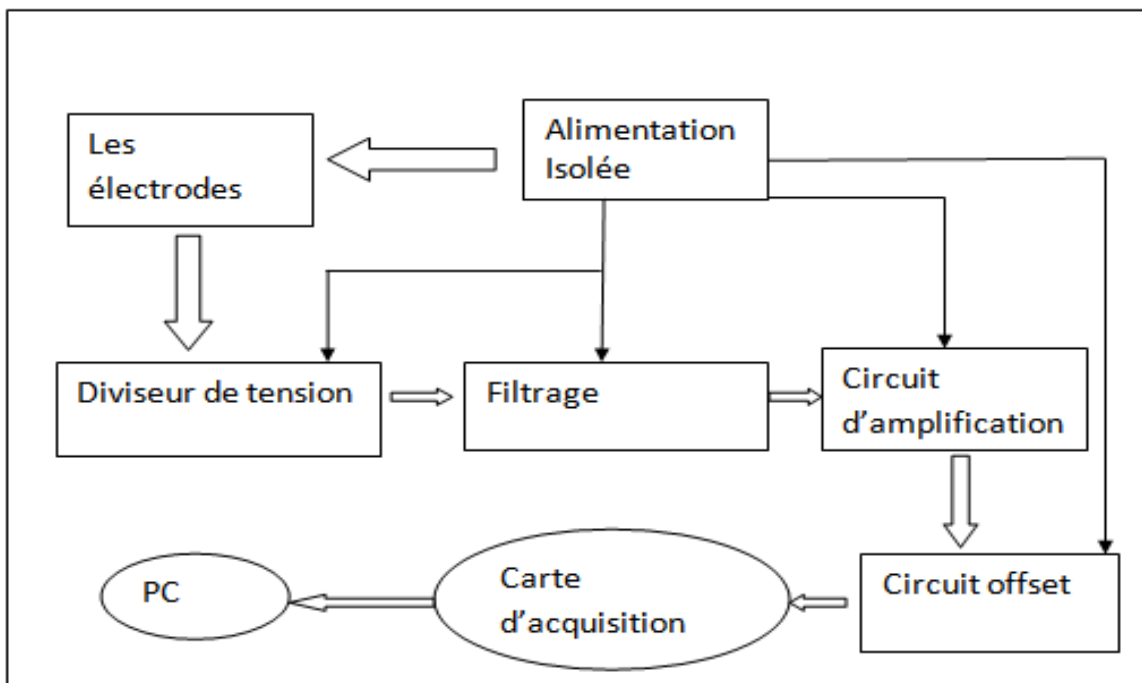 Les
électrodes
Alimentation
Isolée
Diviseur de tension
Filtrage
Circuit
d’amplification
PC
Carte
d’acquisition
Circuit offset